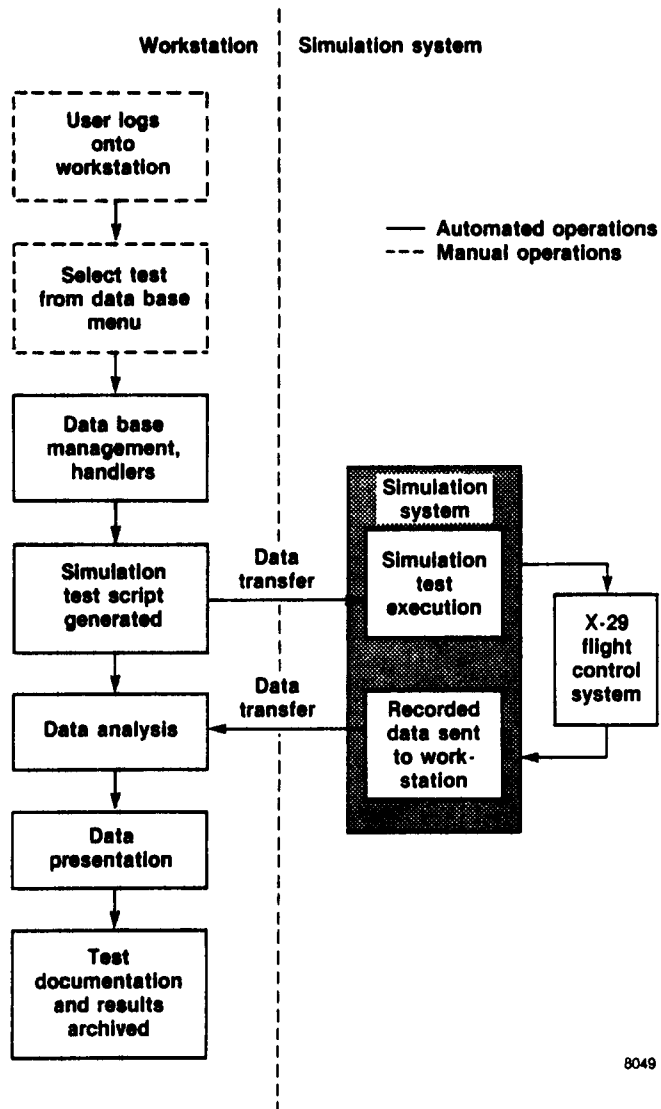 Workstation
Simulation system
User logs
onto
workstation
Automated operations
Manual operations
Select test
from data base
menu
Data base
management,
handlers
Simulation
system
Simulation
test script
generated
Data
transfer
Simulation
test
execution
X-29
flight
control
system
Data analysis
Data
transfer
Recorded
data sent
to work-
station
Data
presentation
Test
documentation
and results
archived
8049